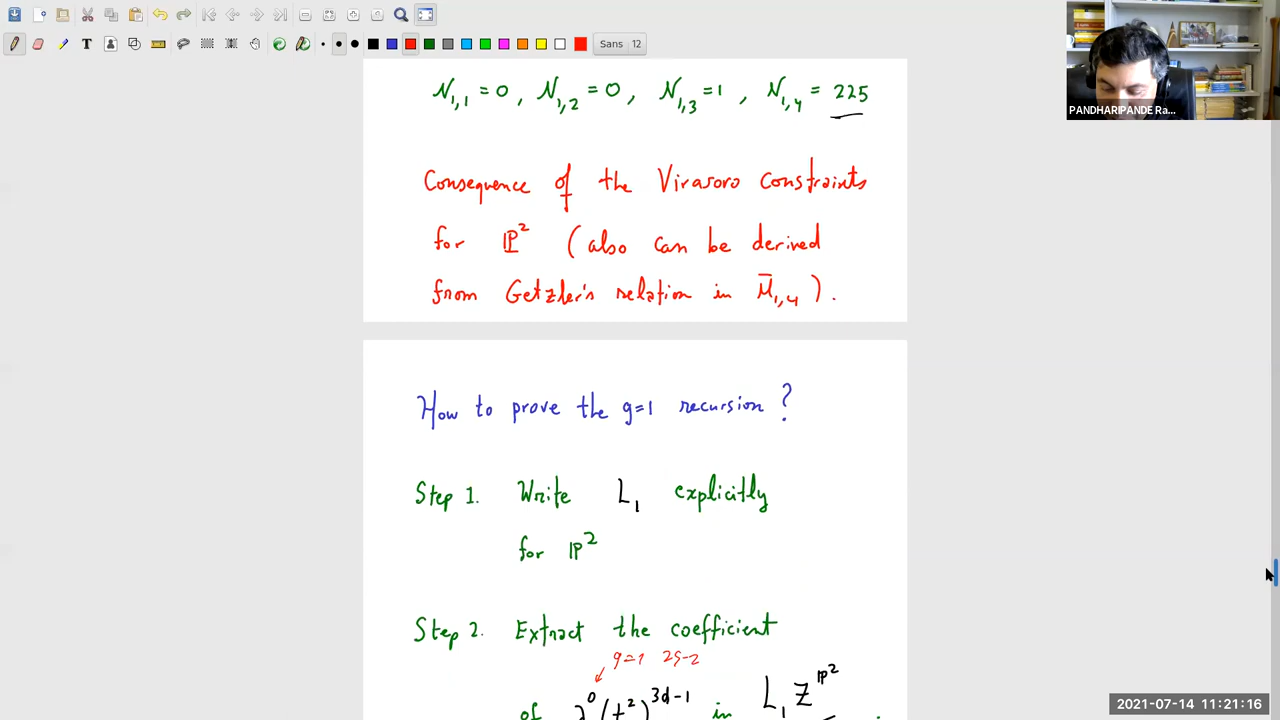 Sans 12
PANDHARIPANDE Ra...
N_{1,1} = 0, N_{1,2} = 0, N_{1,3} = 1, N_{1,4} = 225
Consequence of the Virasoro constraints
for ℙ² (also can be derived
from Getzler's relation in M̄_{1,4}).
How to prove the g=1 recursion?
Step 1. Write L₁ explicitly
for ℙ²
Step 2. Extract the coefficient
g=1 2g-2
of λ⁰(t²)^{3d-1} in L₁ Z^{ℙ²}
2021-07-14 11:21:16